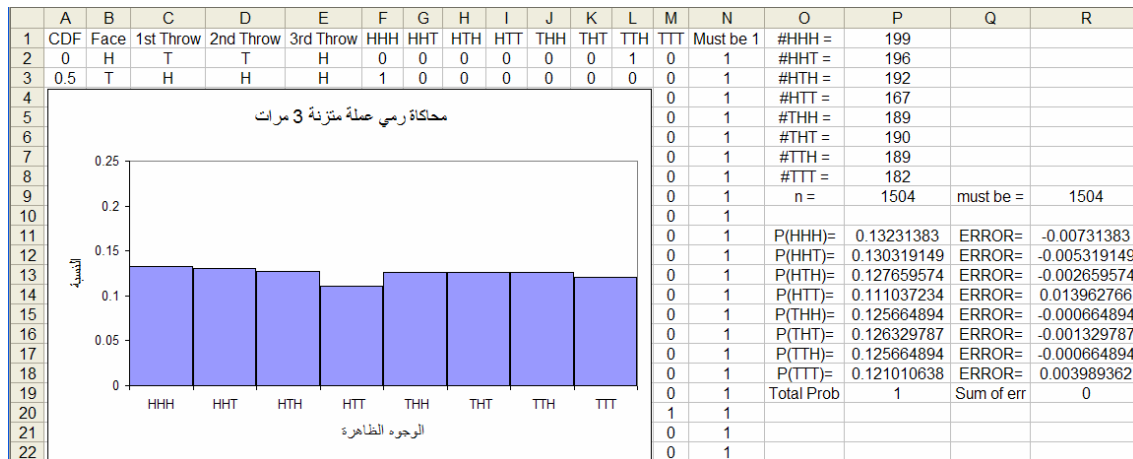 A B C D E F G H I J K L M N O P Q R
1 CDF Face 1st Throw 2nd Throw 3rd Throw HHH HHT HTH HTT THH THT TTH TTT Must be 1 #HHH = 199
2 0 H T T H 0 0 0 0 0 0 1 0 1 #HHT = 196
3 0.5 T H H H 1 0 0 0 0 0 0 0 1 #HTH = 192
4 0 1 #HTT = 167
5 0 1 #THH = 189
6 0 1 #THT = 190
7 0 1 #TTH = 189
8 0 1 #TTT = 182
9 0 1 n = 1504 must be = 1504
10 0 1
11 0 1 P(HHH)= 0.13231383 ERROR= -0.00731383
12 0 1 P(HHT)= 0.130319149 ERROR= -0.005319149
13 0 1 P(HTH)= 0.127659574 ERROR= -0.002659574
14 0 1 P(HTT)= 0.111037234 ERROR= 0.013962766
15 0 1 P(THH)= 0.125664894 ERROR= -0.000664894
16 0 1 P(THT)= 0.126329787 ERROR= -0.001329787
17 0 1 P(TTH)= 0.125664894 ERROR= -0.000664894
18 0 1 P(TTT)= 0.121010638 ERROR= 0.003989362
19 0 1 Total Prob 1 Sum of err 0
20 1 1
21 0 1
22 0 1
محاكاة رمي عملة متزنة 3 مرات
0.25
0.2
0.15
0.1
0.05
0
النسبة
HHH HHT HTH HTT THH THT TTH TTT
الوجوه الظاهرة